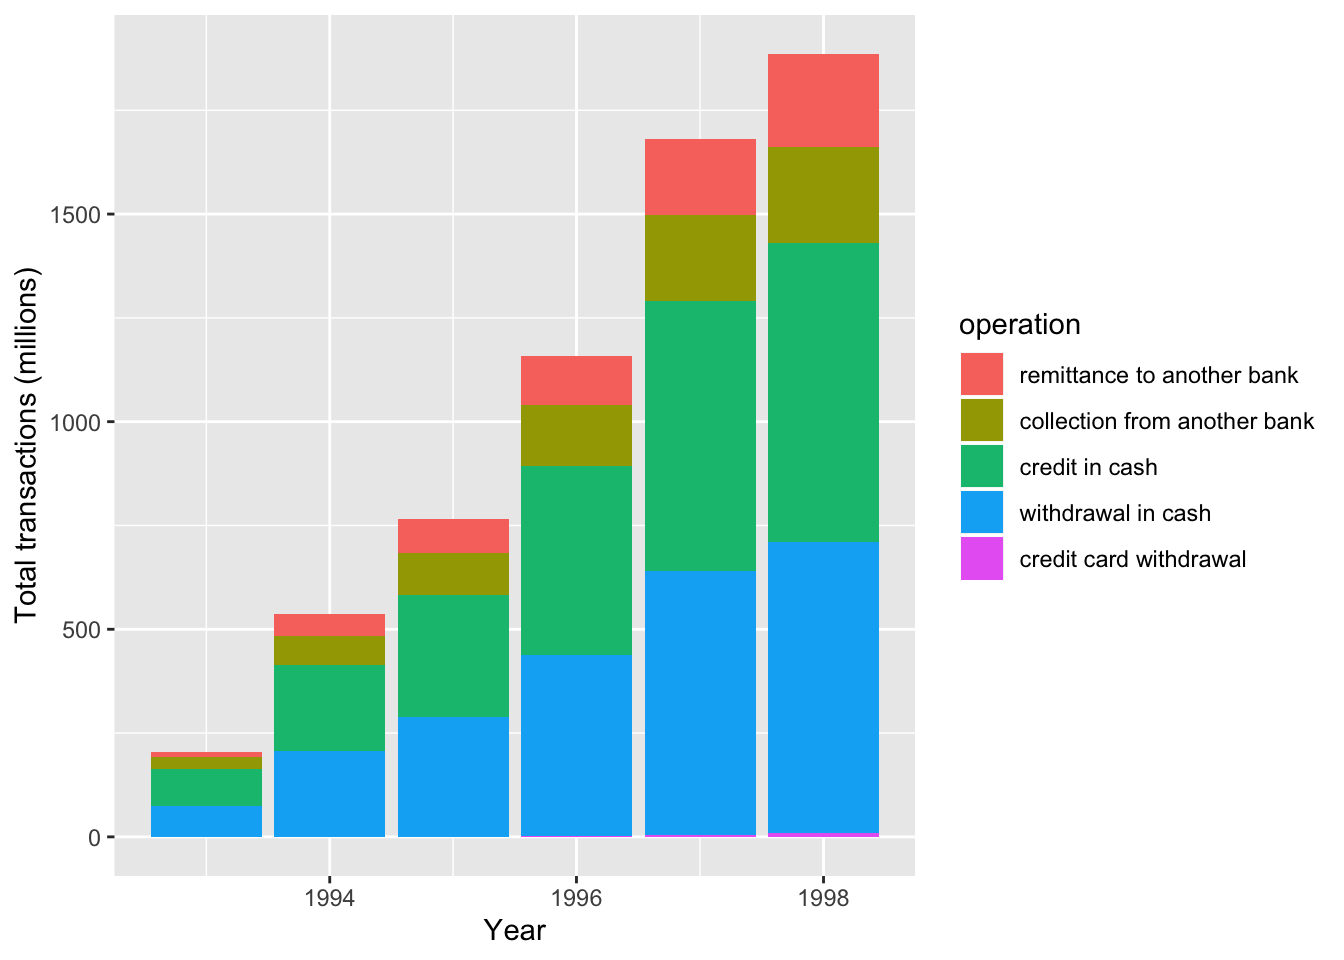 Total transactions (millions)
1500
1000
500
0
1994
1996
1998
Year
operation
remittance to another bank
collection from another bank
credit in cash
withdrawal in cash
credit card withdrawal